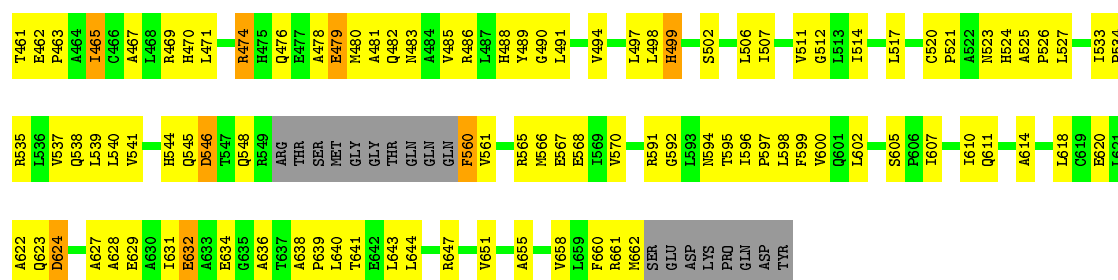 T461 E462 P463 A464 I465 C466 A467 L468 R469 H470 L471 R474 H475 Q476 E477 A478 E479 M480 A481 Q482 N483 A484 V485 R486 L487 H488 Y489 G490 L491 V494 L497 L498 H499 S502 L506 I507 V511 G512 L513 I514 L517 C520 P521 A522 N523 H524 A525 P526 L527 I533
R535 L536 V537 Q538 L539 L540 V541 H544 Q545 D546 T547 Q548 R549 ARG THR SER MET GLY GLY THR GLN GLN GLN F560 V561 R565 M566 E567 E568 I569 V570 R591 Q592 L593 N594 T595 I596 P597 L598 F599 V600 Q601 L602 S605 P606 I607 I610 Q611 A614 L618 C619 E620 L621
A622 Q623 D624 A627 A628 E629 A630 I631 E632 A633 E634 G635 A636 T637 A638 P639 L640 T641 E642 L643 L644 R647 V651 A655 V658 L659 F660 R661 M662 SER GLU ASP LYS PRO GLN ASP TYR